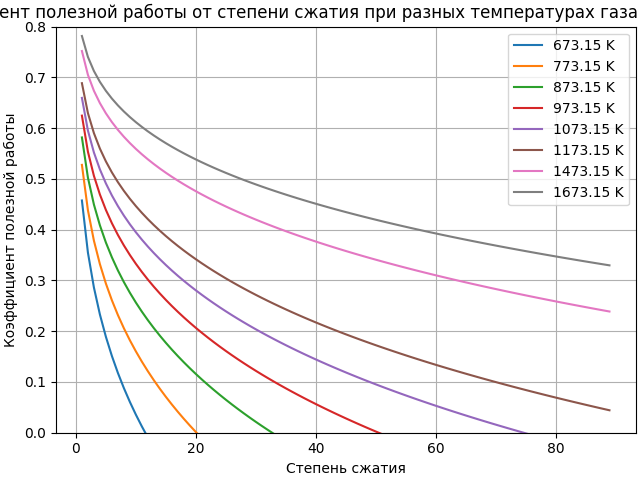 полезной работы от степени сжатия при разных температурах газа
0.8
0.7
0.6
0.5
0.4
0.3
0.2
0.1
0.0
Коэффициент полезной работы
0
20
40
60
80
Степень сжатия
673.15 K
773.15 K
873.15 K
973.15 K
1073.15 K
1173.15 K
1473.15 K
1673.15 K